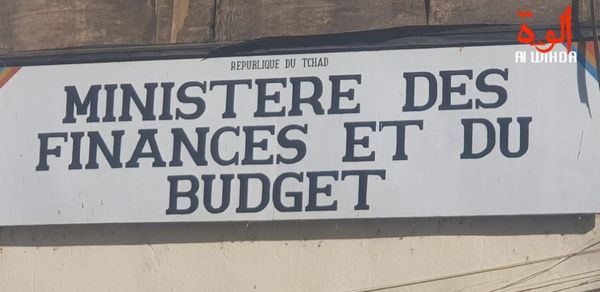 الوحدة
Al WIHDA
REPUBLIQUE DU TCHAD
MINISTERE DES
FINANCES ET DU
BUDGET